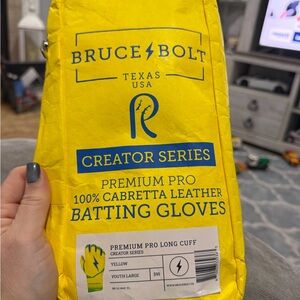 BRUCE BOLT
TEXAS
USA
R
CREATOR SERIES
PREMIUM PRO
100% CABRETTA LEATHER
BATTING GLOVES
PREMIUM PRO LONG CUFF
CREATOR SERIES
YELLOW
YOUTH LARGE